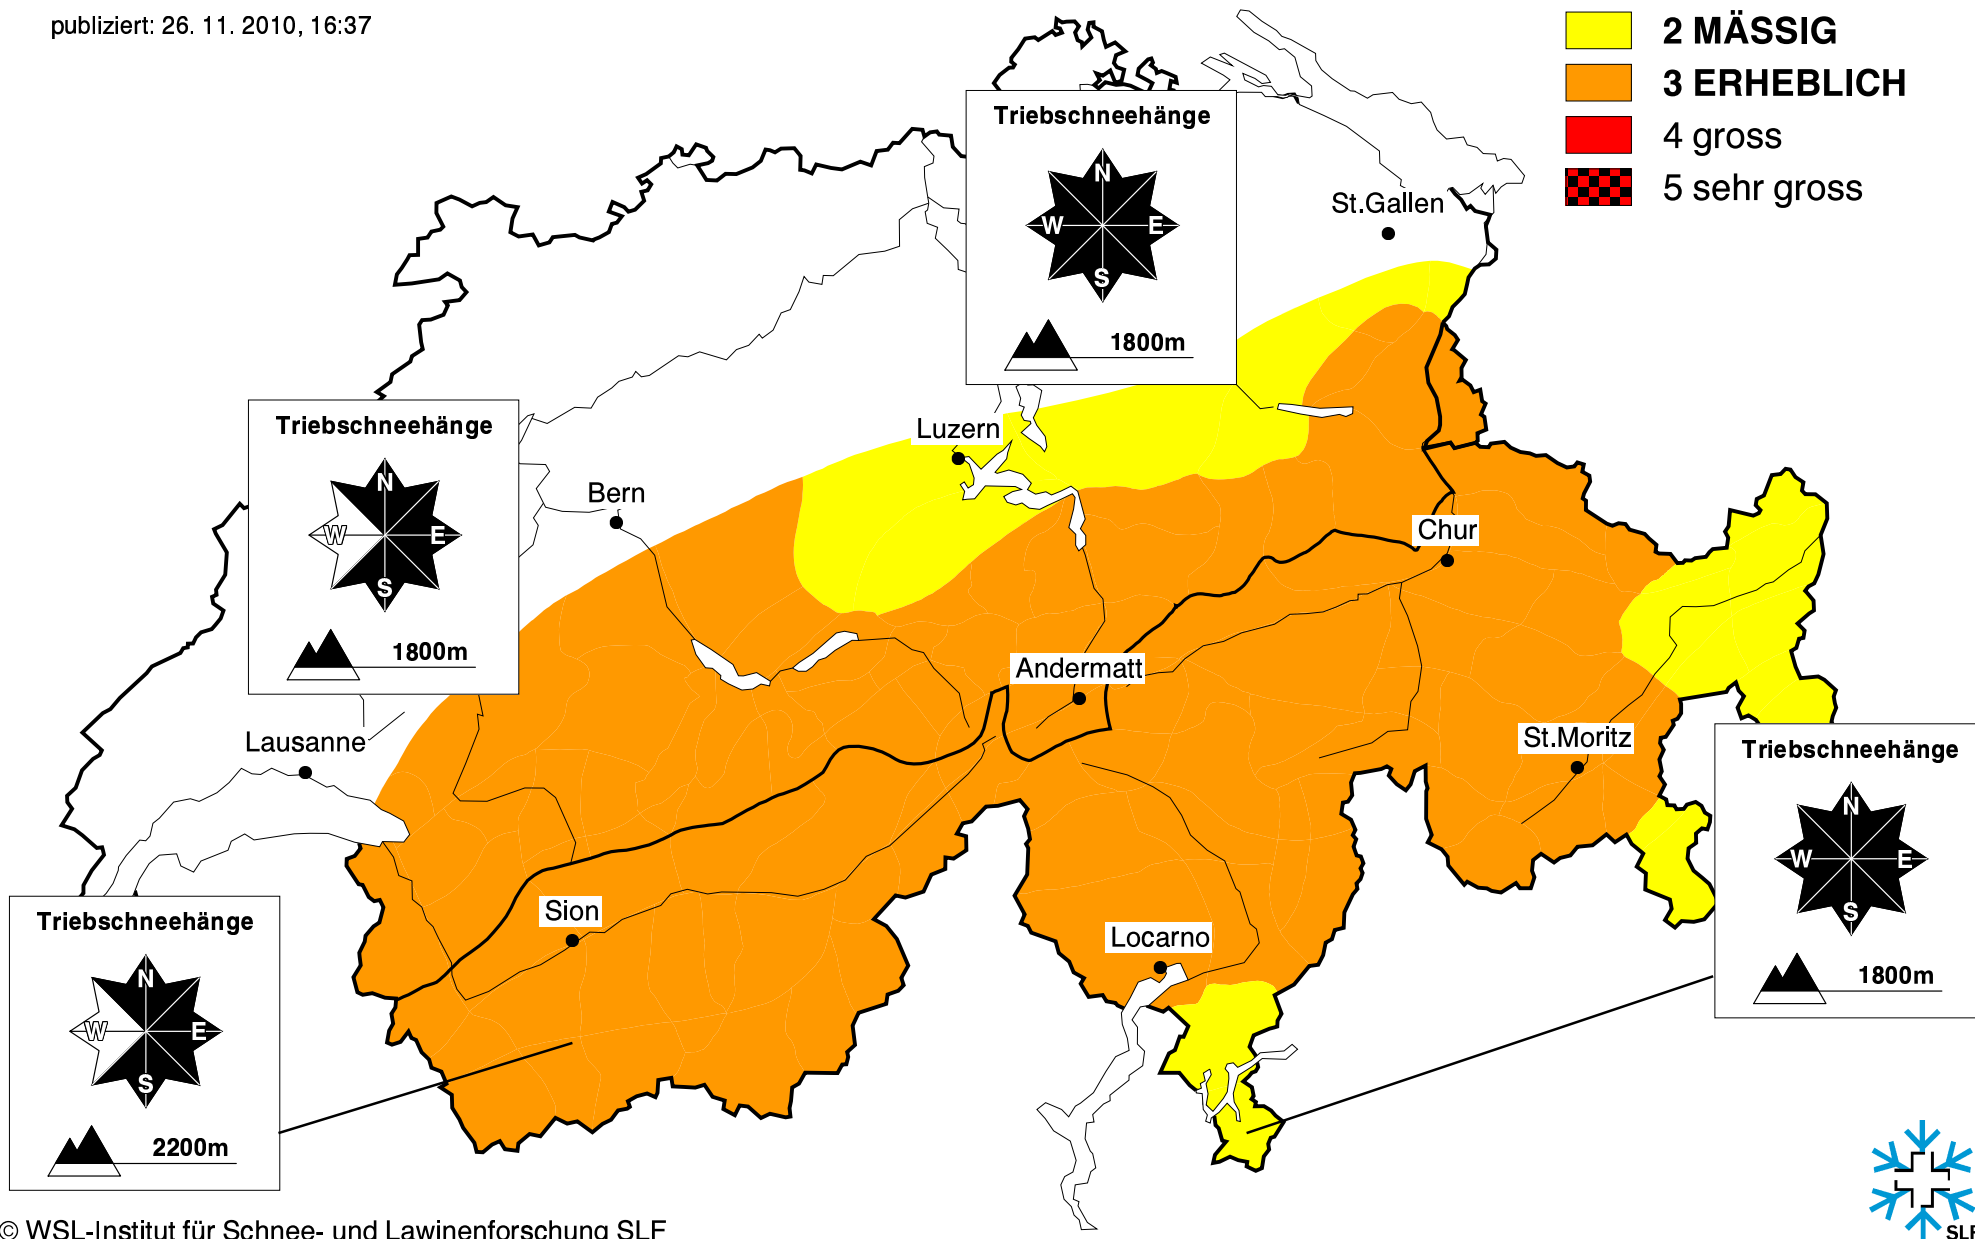 publiziert: 26. 11. 2010, 16:37
2 MÄSSIG
3 ERHEBLICH
4 gross
5 sehr gross
Triebschneehänge
N
W E
S
1800m
St.Gallen
Triebschneehänge
N
W E
S
1800m
Luzern
Bern
Chur
Andermatt
Lausanne
St.Moritz
Triebschneehänge
N
W E
S
1800m
Sion
Locarno
Triebschneehänge
N
W E
S
2200m
© WSL-Institut für Schnee- und Lawinenforschung SLF
SLF